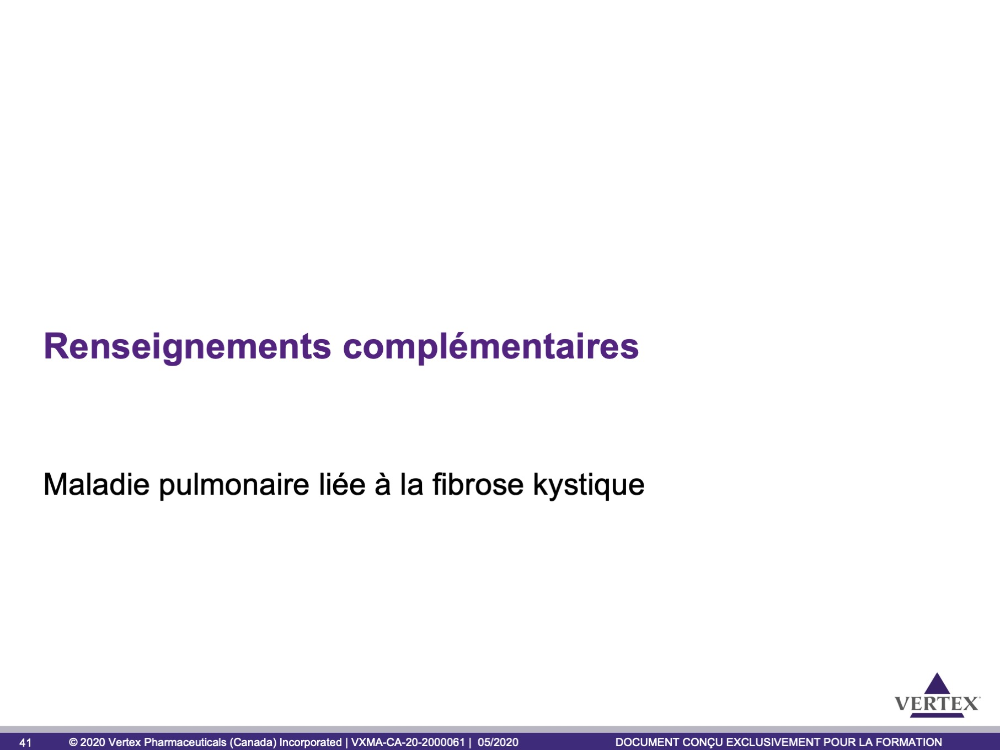 Renseignements complémentaires
Maladie pulmonaire liée à la fibrose kystique
VERTEX
41 © 2020 Vertex Pharmaceuticals (Canada) Incorporated | VXMA-CA-20-2000061 | 05/2020 DOCUMENT CONÇU EXCLUSIVEMENT POUR LA FORMATION